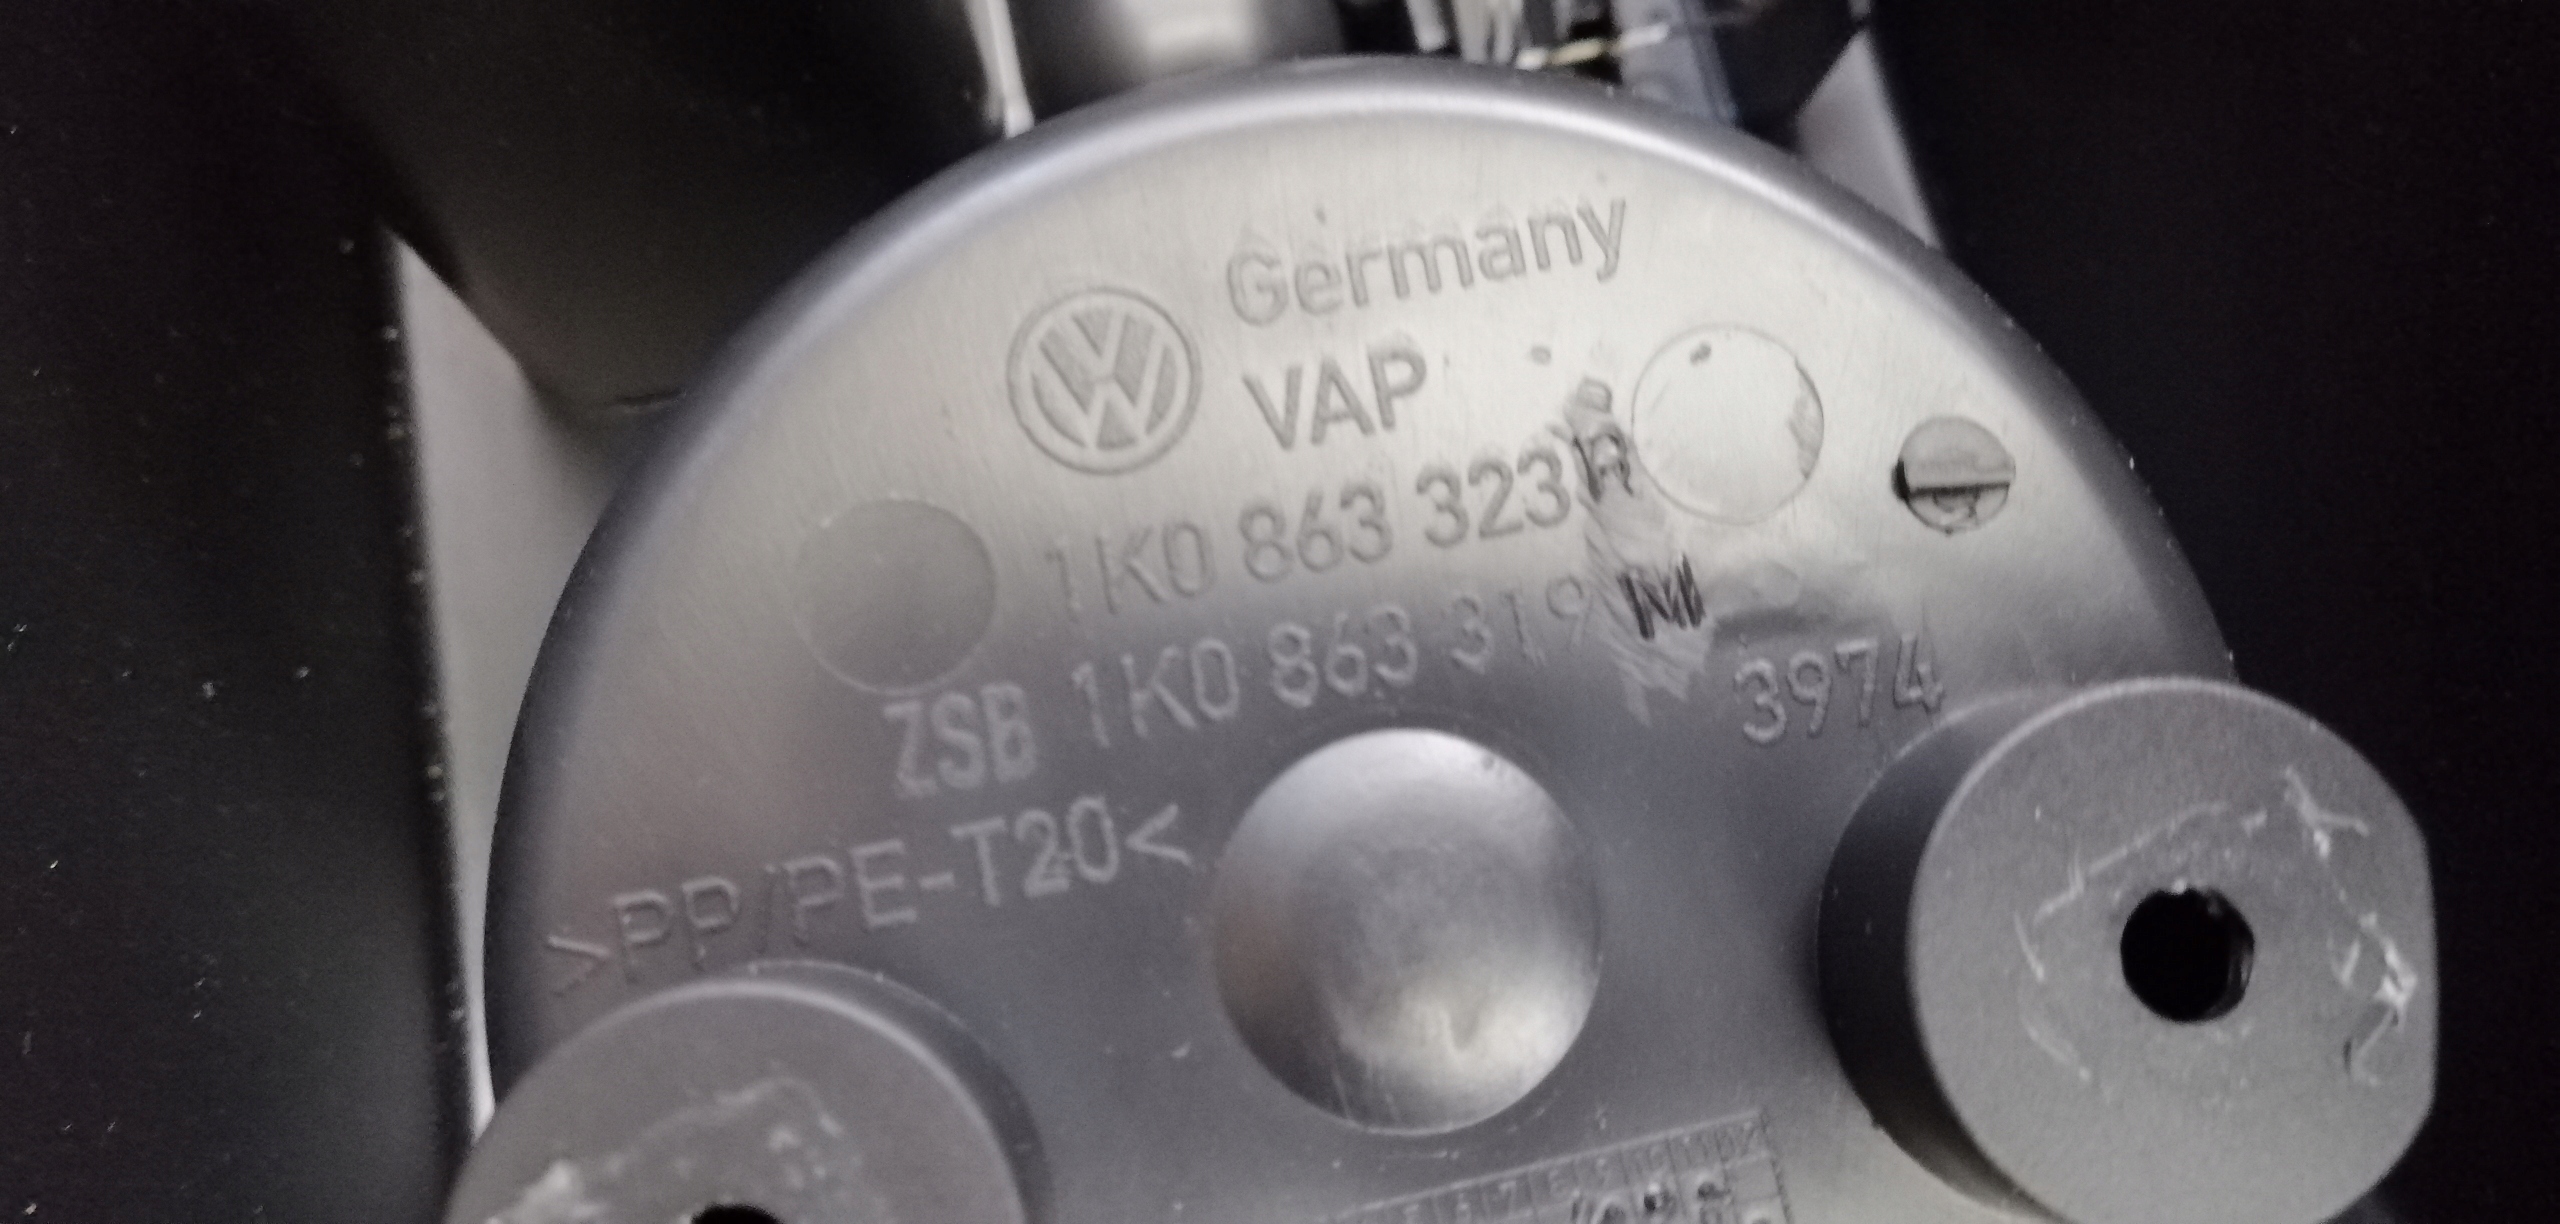 Germany
VAP
1K0 863 323 R
ZSB 1K0 863 319 M
3974
>PP/PE-T20<